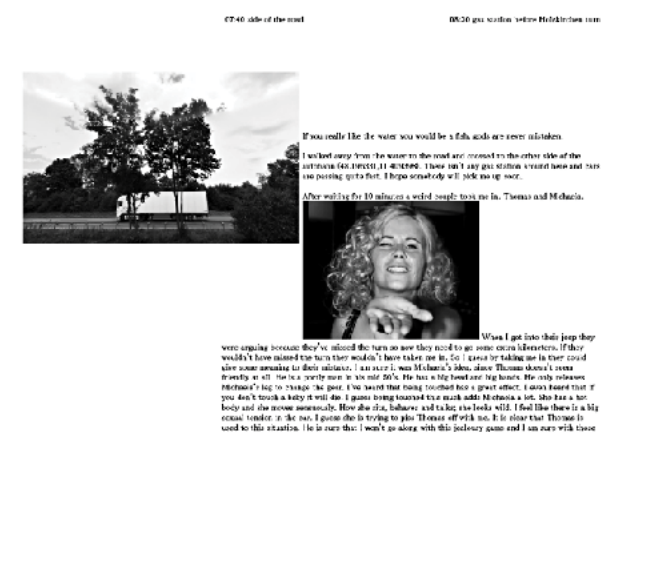 07:40 side of the road
08:20 gas station before Holzkirchen turn
If you really like the water you would be a fish, gods are never mistaken.
I walked away from the water to the road and crossed to the other side of the
autobahn There isn't any gas station around here and cars
are passing quite fast. I hope somebody will pick me up soon.
After waiting for 10 minutes a weird couple took me in. Thomas and Michaela.
When I got into their jeep they
were arguing because they've missed the turn so now they need to go some extra kilometers. If they
wouldn't have missed the turn they wouldn't have taken me in. So I guess by taking me in they could
give some meaning to their mistake. I am sure it was Michaela's idea, since Thomas doesn't seem
friendly at all. He is a portly man in his mid 50's. He has a big head and big hands. He only releases
Michaela's leg to change the gear. I've heard that being touched has a great effect. I even heard that if
you don't touch a baby it will die. I guess being touched this much adds Michaela a lot. She has a hot
body and she moves sensuously. How she sits, behaves and talks; she looks wild. I feel like there is a big
sexual tension in the car. I guess she is trying to piss Thomas off with me. It is clear that Thomas is
used to this situation. He is sure that I won't go along with this jealousy game and I am sure with these